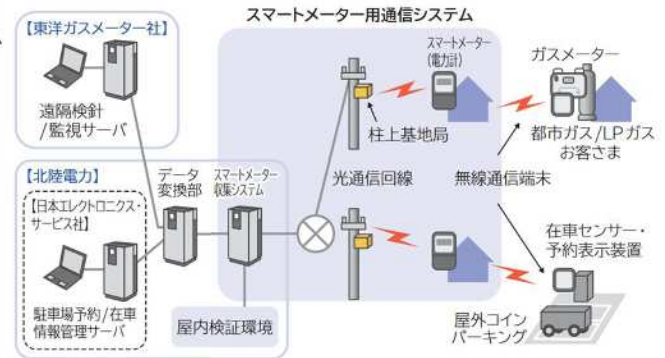 スマートメーター用通信システム
【東洋ガスメーター社】
遠隔検針
/監視サーバ
スマートメーター
(電力計)
ガスメーター
柱上基地局
都市ガス/LPガス
お客さま
【北陸電力】
データ
変換部
スマートメーター
収集システム
光通信回線
無線通信端末
【日本エレクトロニクス・
サービス社】
駐車場予約/在車
情報管理サーバ
屋内検証環境
在車センサー・
予約表示装置
屋外コイン
パーキング